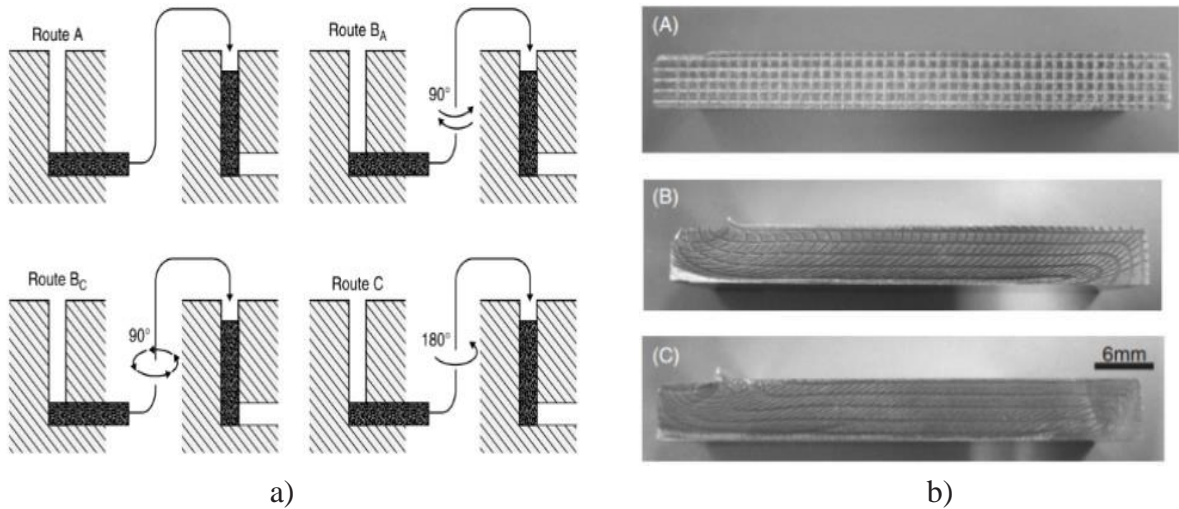 Route A
Route B_A
90°
Route B_C
90°
Route C
180°
a)
(A)
(B)
(C)
6mm
b)